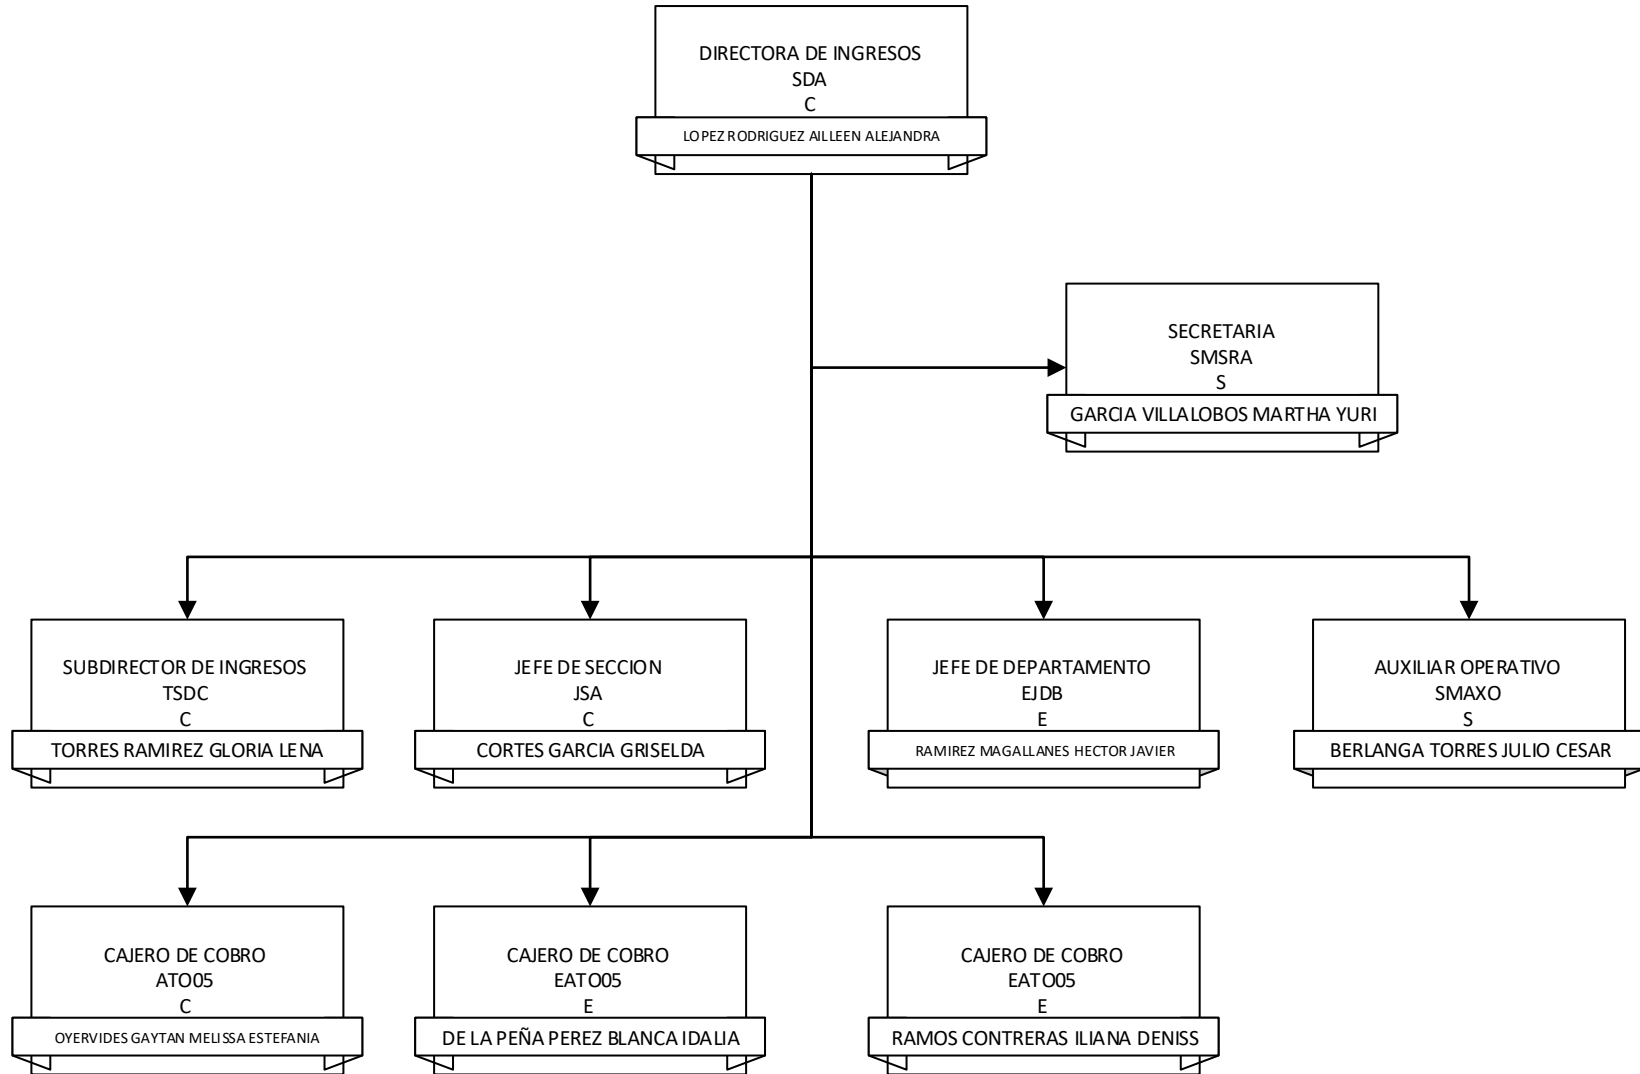 DIRECTORA DE INGRESOS
SDA
C
LOPEZ RODRIGUEZ AILLEEN ALEJANDRA
SECRETARIA
SMSRA
S
GARCIA VILLALOBOS MARTHA YURI
SUBDIRECTOR DE INGRESOS
TSDC
C
TORRES RAMIREZ GLORIA LENA
JEFE DE SECCION
JSA
C
CORTES GARCIA GRISELDA
JEFE DE DEPARTAMENTO
EJDB
E
RAMIREZ MAGALLANES HECTOR JAVIER
AUXILIAR OPERATIVO
SMAXO
S
BERLANGA TORRES JULIO CESAR
CAJERO DE COBRO
ATO05
C
OYERVIDES GAYTAN MELISSA ESTEFANIA
CAJERO DE COBRO
EATO05
E
DE LA PEÑA PEREZ BLANCA IDALIA
CAJERO DE COBRO
EATO05
E
RAMOS CONTRERAS ILIANA DENISS